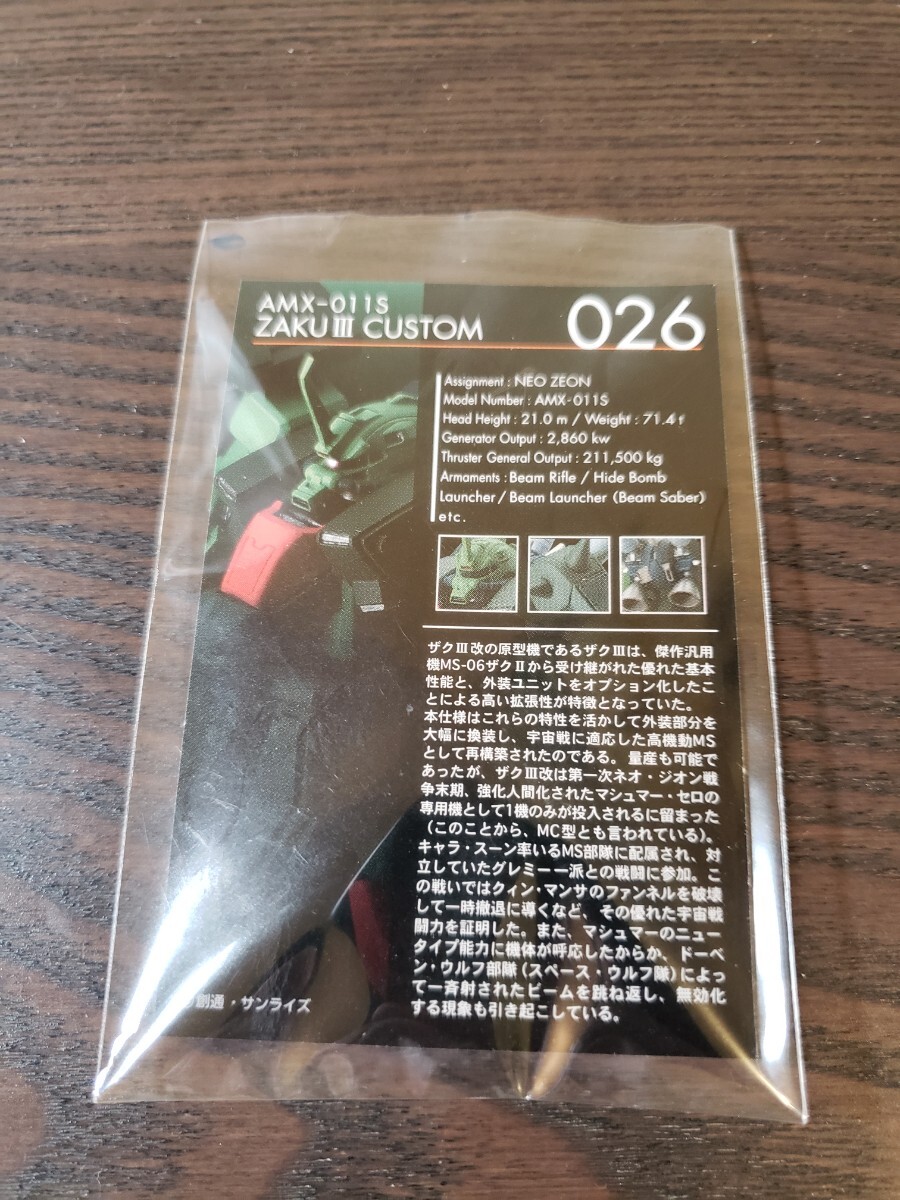 AMX-011S
ZAKU III CUSTOM
026
Assignment : NEO ZEON
Model Number : AMX-011S
Head Height : 21.0 m / Weight : 71.4 t
Generator Output : 2,860 kw
Thruster General Output : 211,500 kg
Armaments : Beam Rifle / Hide Bomb
Launcher / Beam Launcher (Beam Saber)
etc.
ザクⅢ改の原型機であるザクⅢは、傑作汎用
機MS-06ザクⅡから受け継がれた優れた基本
性能と、外装ユニットをオプション化したこ
とによる高い拡張性が特徴となっていた。
本仕様はこれらの特性を活かして外装部分を
大幅に換装し、宇宙戦に適応した高機動MS
として再構築されたのである。量産も可能で
あったが、ザクⅢ改は第一次ネオ・ジオン戦
争末期、強化人間化されたマシュマー・セロの
専用機として1機のみが投入されるに留まった
（このことから、MC型とも言われている）。
キャラ・スーン率いるMS部隊に配属され、対
立していたグレミー一派との戦闘に参加。こ
の戦いではクィン・マンサのファンネルを破壊
して一時撤退に導くなど、その優れた宇宙戦
闘力を証明した。また、マシュマーのニュー
タイプ能力に機体が呼応したからか、ドーベ
ン・ウルフ部隊（スペース・ウルフ隊）によっ
て一斉射されたビームを跳ね返し、無効化
する現象も引き起こしている。
創通・サンライズ